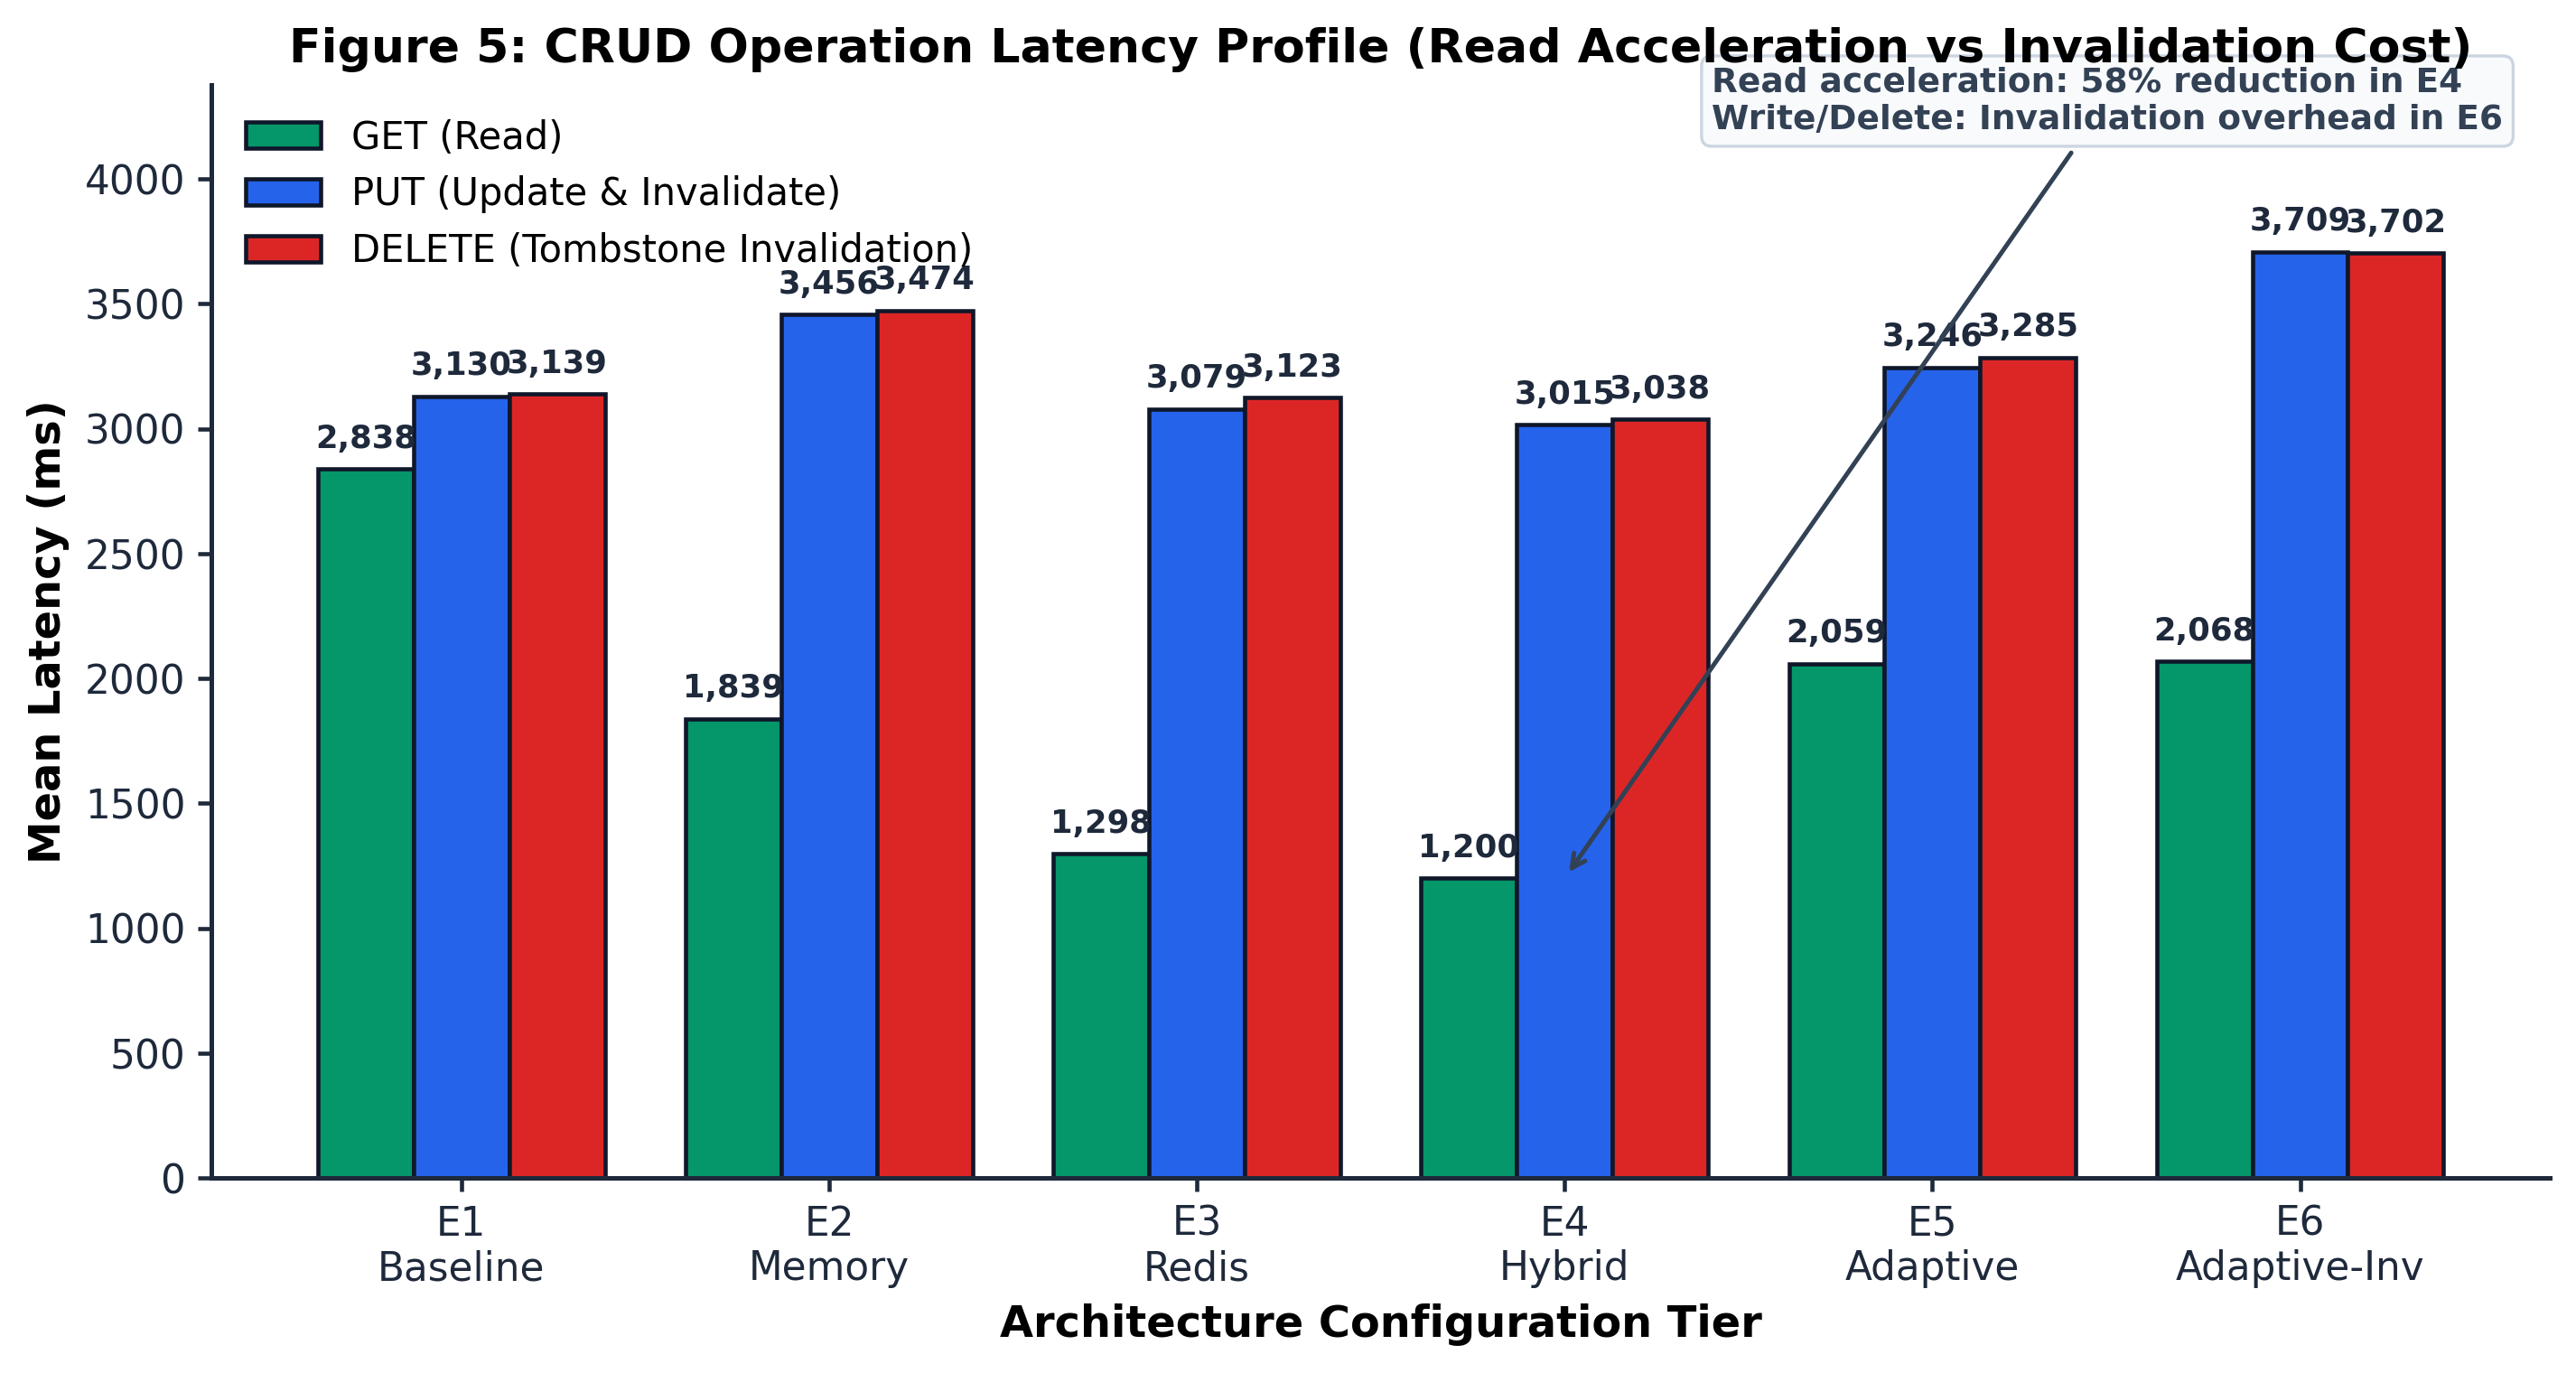 Figure 5: CRUD Operation Latency Profile (Read Acceleration vs Invalidation Cost)
Read acceleration: 58% reduction in E4
Write/Delete: Invalidation overhead in E6
GET (Read)
PUT (Update & Invalidate)
DELETE (Tombstone Invalidation)
Mean Latency (ms)
4000
3500
3000
2500
2000
1500
1000
500
0
2,838
3,130
3,139
1,839
3,456
3,474
1,298
3,079
3,123
1,200
3,015
3,038
2,059
3,246
3,285
2,068
3,709
3,702
E1
Baseline
E2
Memory
E3
Redis
E4
Hybrid
E5
Adaptive
E6
Adaptive-Inv
Architecture Configuration Tier